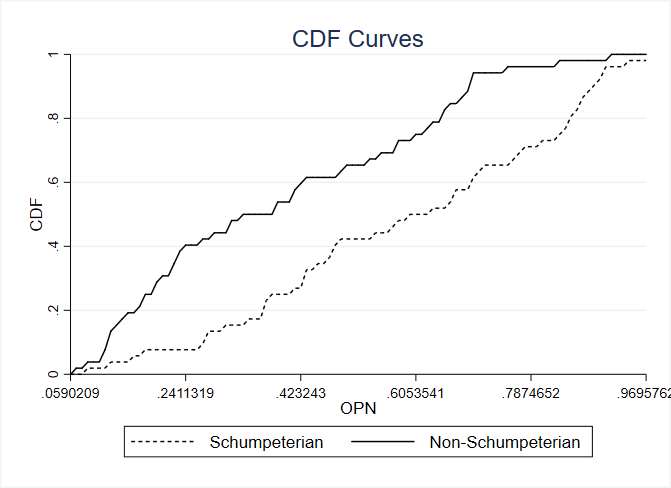 CDF Curves
CDF
1
.8
.6
.4
.2
0
.0590209 .2411319 .423243 .6053541 .7874652 .9695762
OPN
Schumpeterian Non-Schumpeterian